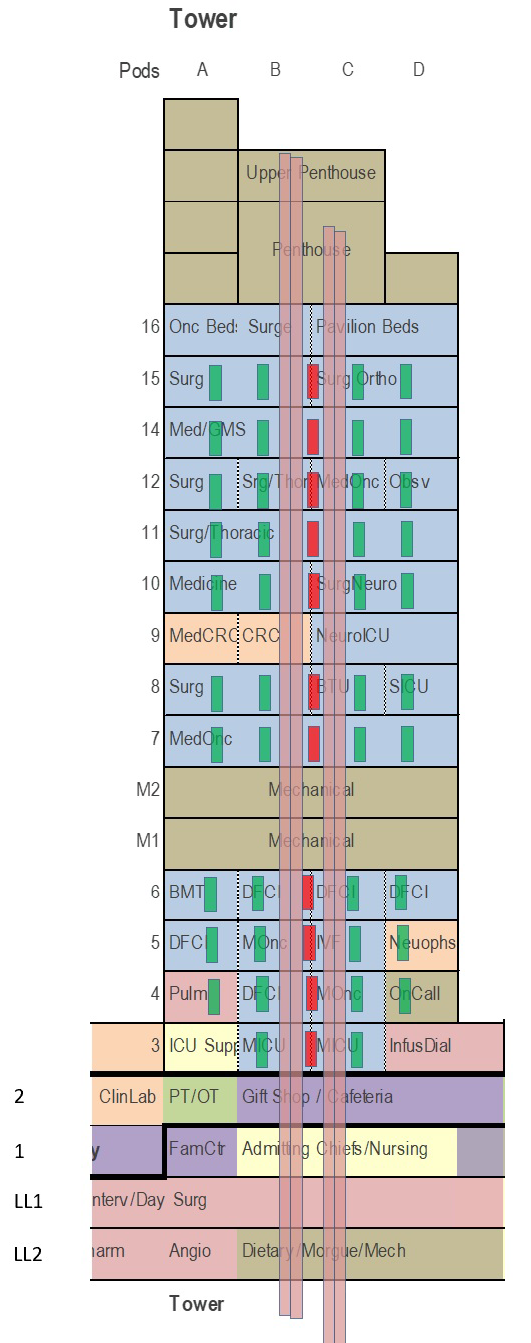 Tower
Pods A B C D
Upper Penthouse
Penthouse
16 Onc Beds Surge Pavilion Beds
15 Surg Surg Ortho
14 Med/GMS
12 Surg Srg/Thor MedOnc Obsv
11 Surg/Thoracic
10 Medicine SurgNeuro
9 MedCRC CRC NeuroICU
8 Surg BTU SICU
7 MedOnc
M2 Mechanical
M1 Mechanical
6 BMT DFCI DFCI DFCI
5 DFCI MOnc IVF Neuophs
4 Pulm DFCI MOnc OnCall
3 ICU Supp MICU MICU InfusDial
2 ClinLab PT/OT Gift Shop / Cafeteria
1 y FamCtr Admitting Chiefs/Nursing
LL1 nterv/Day Surg
LL2 harm Angio Dietary/Morgue/Mech
Tower